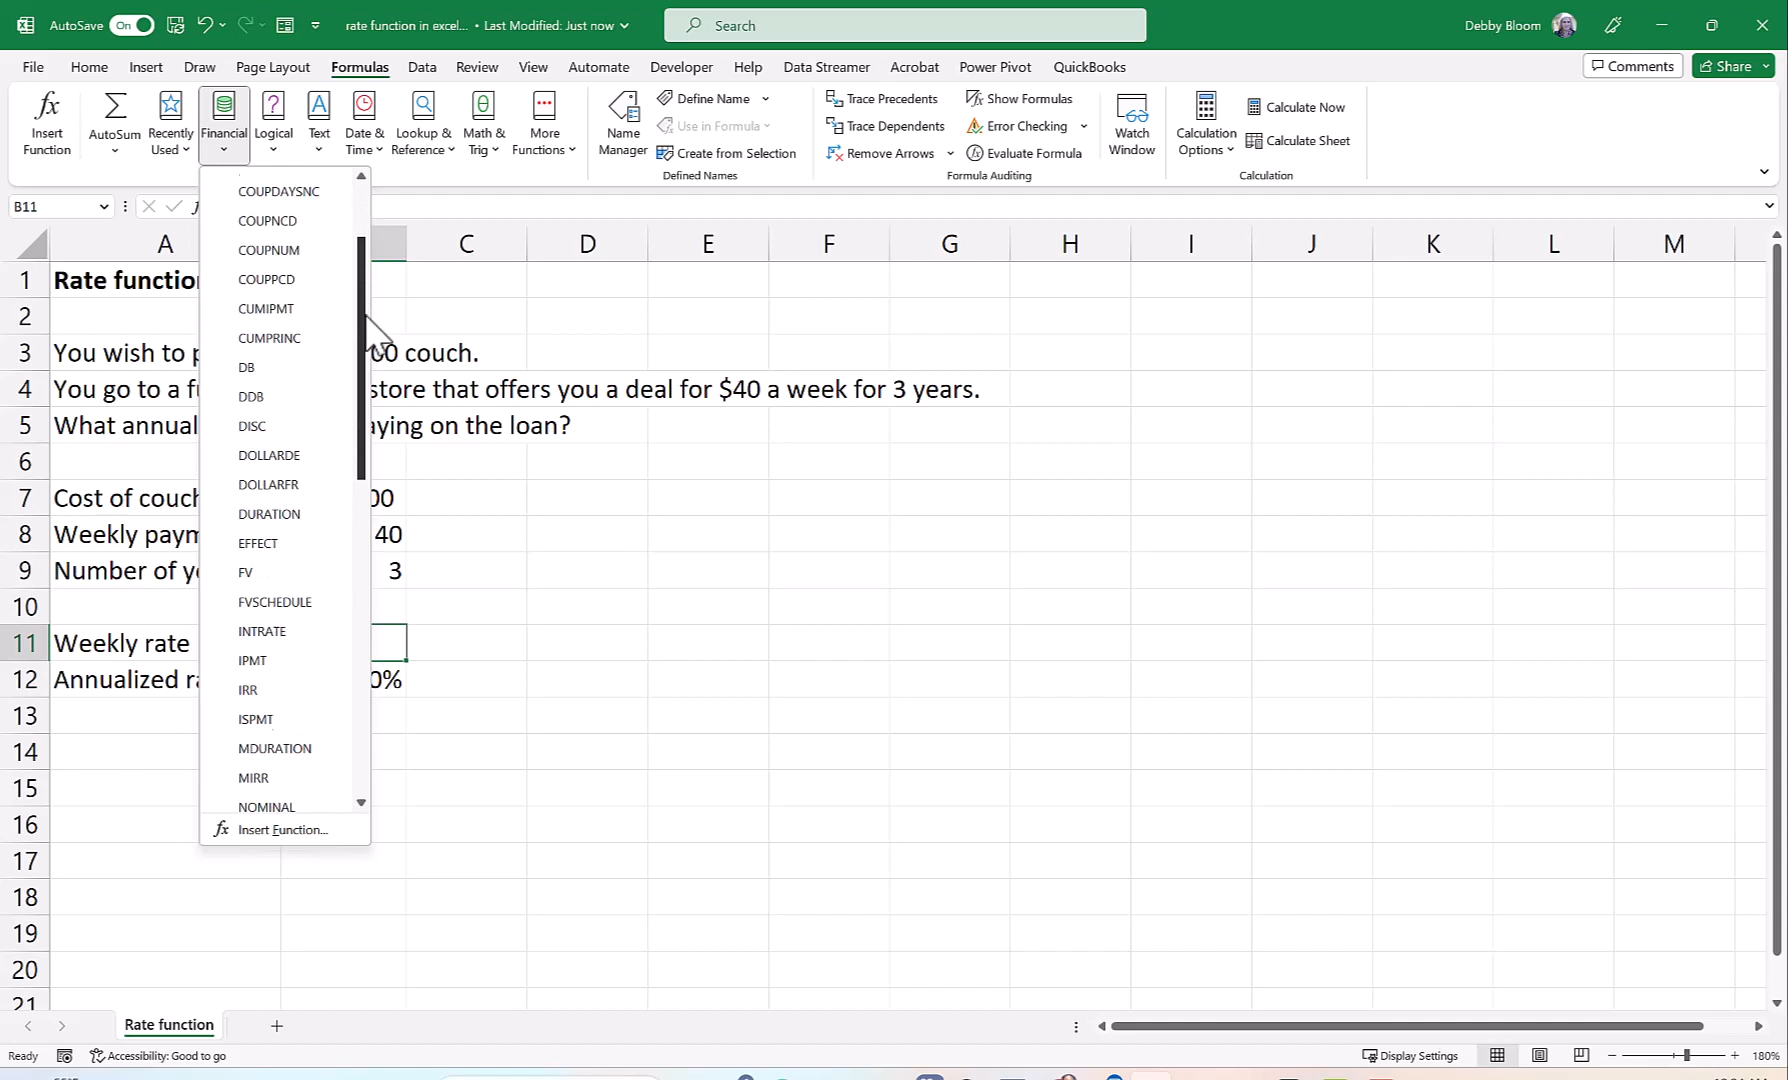 AutoSave On rate function in excel... • Last Modified: Just now Search Debby Bloom
File Home Insert Draw Page Layout Formulas Data Review View Automate Developer Help Data Streamer Acrobat Power Pivot QuickBooks Comments Share
fx Insert Function
Σ AutoSum
Recently Used
Financial
Logical
Text
Date & Time
Lookup & Reference
Math & Trig
More Functions
Name Manager
Define Name
Use in Formula
Create from Selection
Defined Names
Trace Precedents
Trace Dependents
Remove Arrows
Show Formulas
Error Checking
Evaluate Formula
Formula Auditing
Watch Window
Calculation Options
Calculate Now
Calculate Sheet
Calculation
B11
COUPDAYSNC
COUPNCD
COUPNUM
COUPPCD
CUMIPMT
CUMPRINC
DB
DDB
DISC
DOLLARDE
DOLLARFR
DURATION
EFFECT
FV
FVSCHEDULE
INTRATE
IPMT
IRR
ISPMT
MDURATION
MIRR
NOMINAL
fx Insert Function...
A C D E F G H I J K L M
1 Rate function
2
3 You wish to 00 couch.
4 You go to a store that offers you a deal for $40 a week for 3 years.
5 What annual aying on the loan?
6
7 Cost of couch 00
8 Weekly 40
9 Number of 3
10
11 Weekly rate
12 Annualized 0%
13
14
15
16
17
18
19
20
21
Rate function
Ready Accessibility: Good to go Display Settings 180%